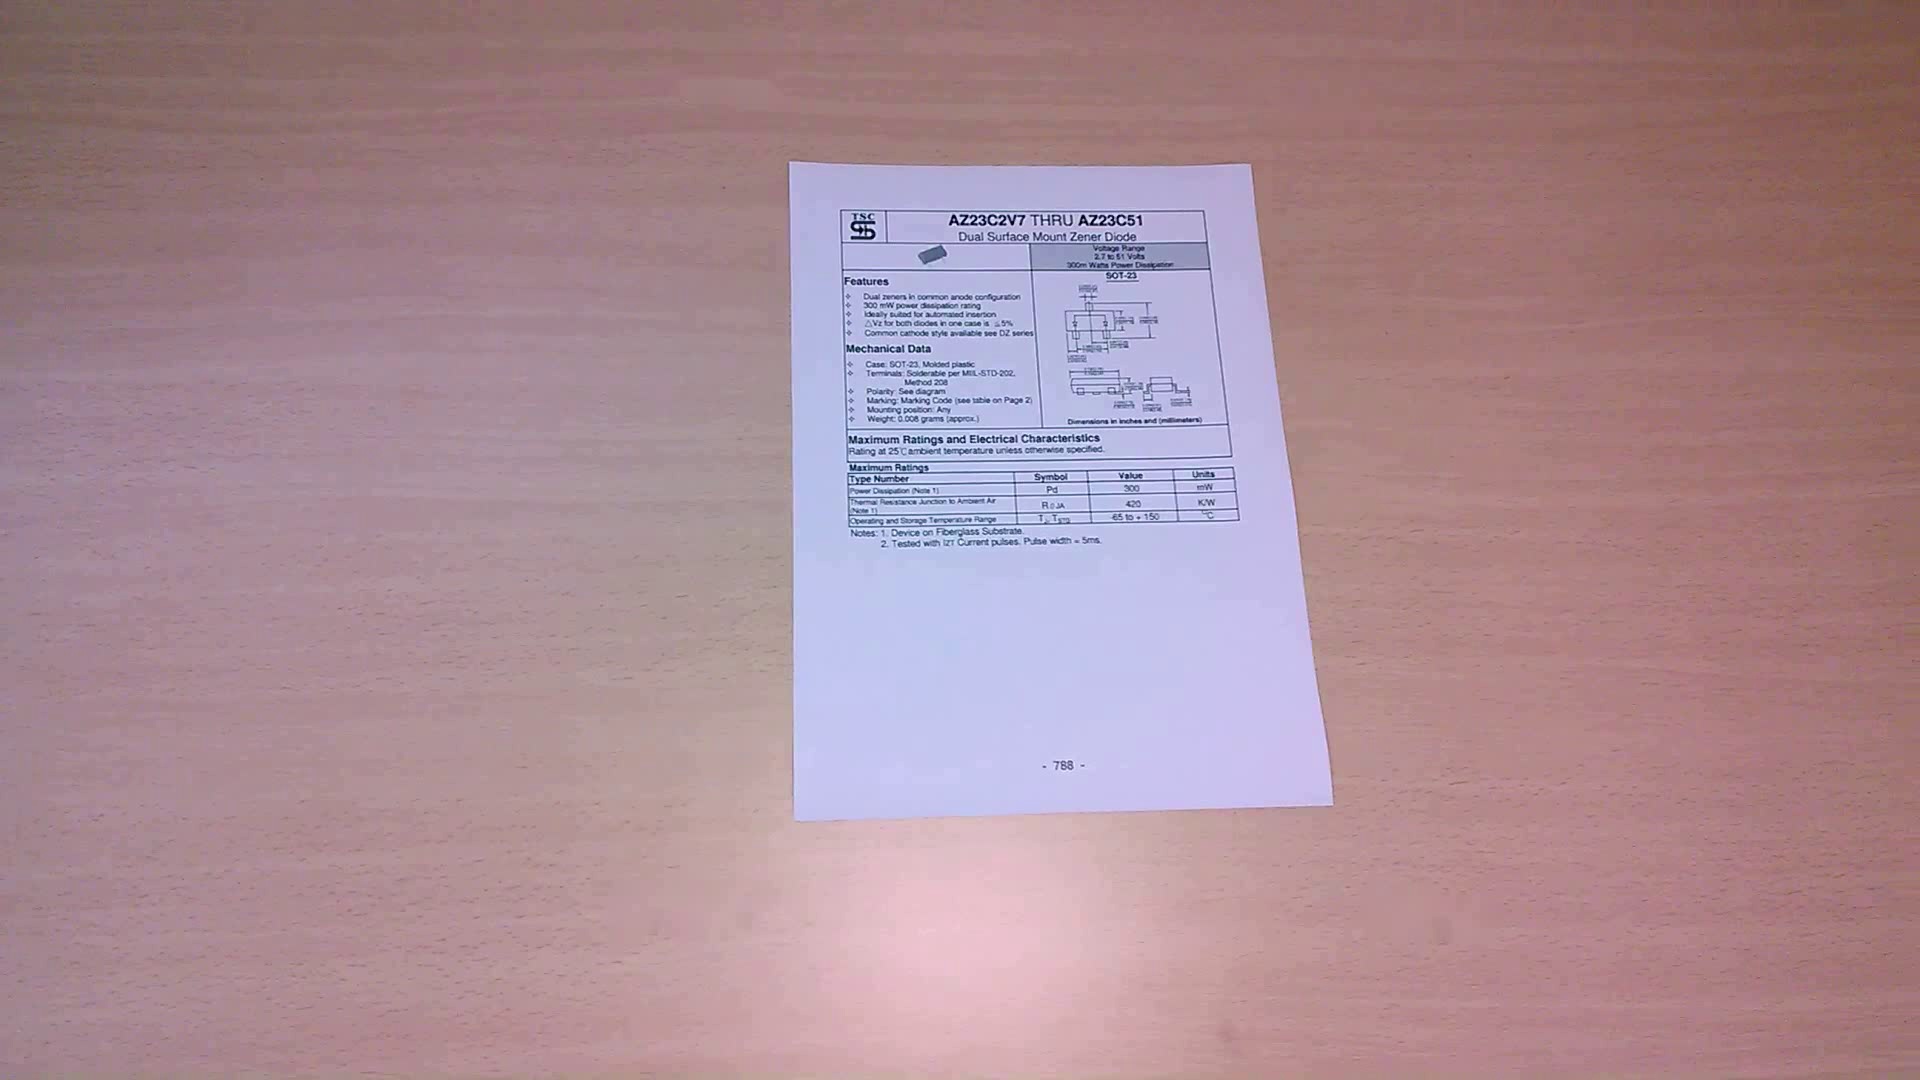 TSC
AZ23C2V7 THRU AZ23C51
Dual Surface Mount Zener Diode
Voltage Range
2.7 to 51 Volts
300m Watts Power Dissipation
SOT-23
Features
Dual zeners in common anode configuration
300 mW power dissipation rating
Ideally suited for automated insertion
△Vz for both diodes in one case is ≦5%
Common cathode style available see DZ series
Mechanical Data
Case: SOT-23, Molded plastic
Terminals: Solderable per MIIL-STD-202,
Method 208
Polarity: See diagram
Marking: Marking Code (see table on Page 2)
Mounting position: Any
Weight: 0.008 grams (approx.)
Dimensions in inches and (millimeters)
Maximum Ratings and Electrical Characteristics
Rating at 25℃ ambient temperature unless otherwise specified.
Maximum Ratings
Type Number Symbol Value Units
Power Dissipation (Note 1) Pd 300 mW
Thermal Resistance Junction to Ambient Air
(Note 1) RθJA 420 K/W
Operating and Storage Temperature Range TJ, TSTG -65 to + 150 ℃
Notes: 1. Device on Fiberglass Substrate.
2. Tested with IZT Current pulses. Pulse width = 5ms.
- 788 -